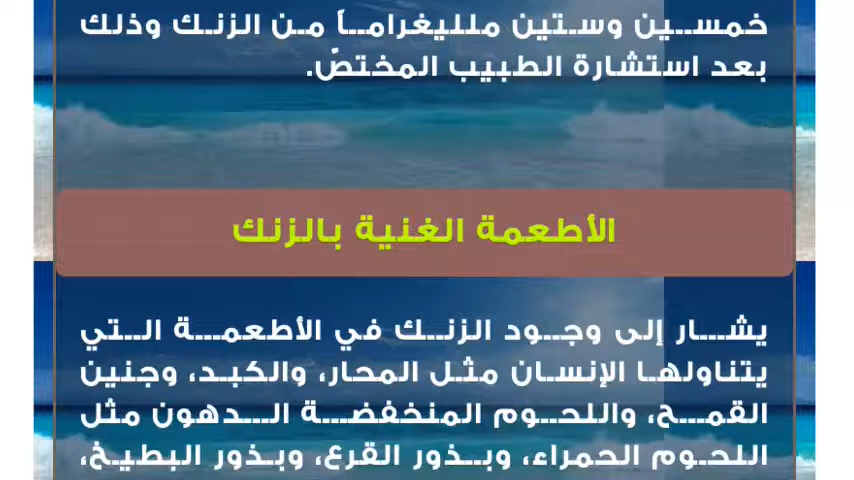 خمسين وستين ملليغراماً من الزنك وذلك
بعد استشارة الطبيب المختصّ.
الأطعمة الغنية بالزنك
يشار إلى وجود الزنك في الأطعمة التي
يتناولها الإنسان مثل المحار، والكبد، وجنين
القمح، واللحوم المنخفضة الدهون مثل
اللحوم الحمراء، وبذور القرع، وبذور البطيخ،